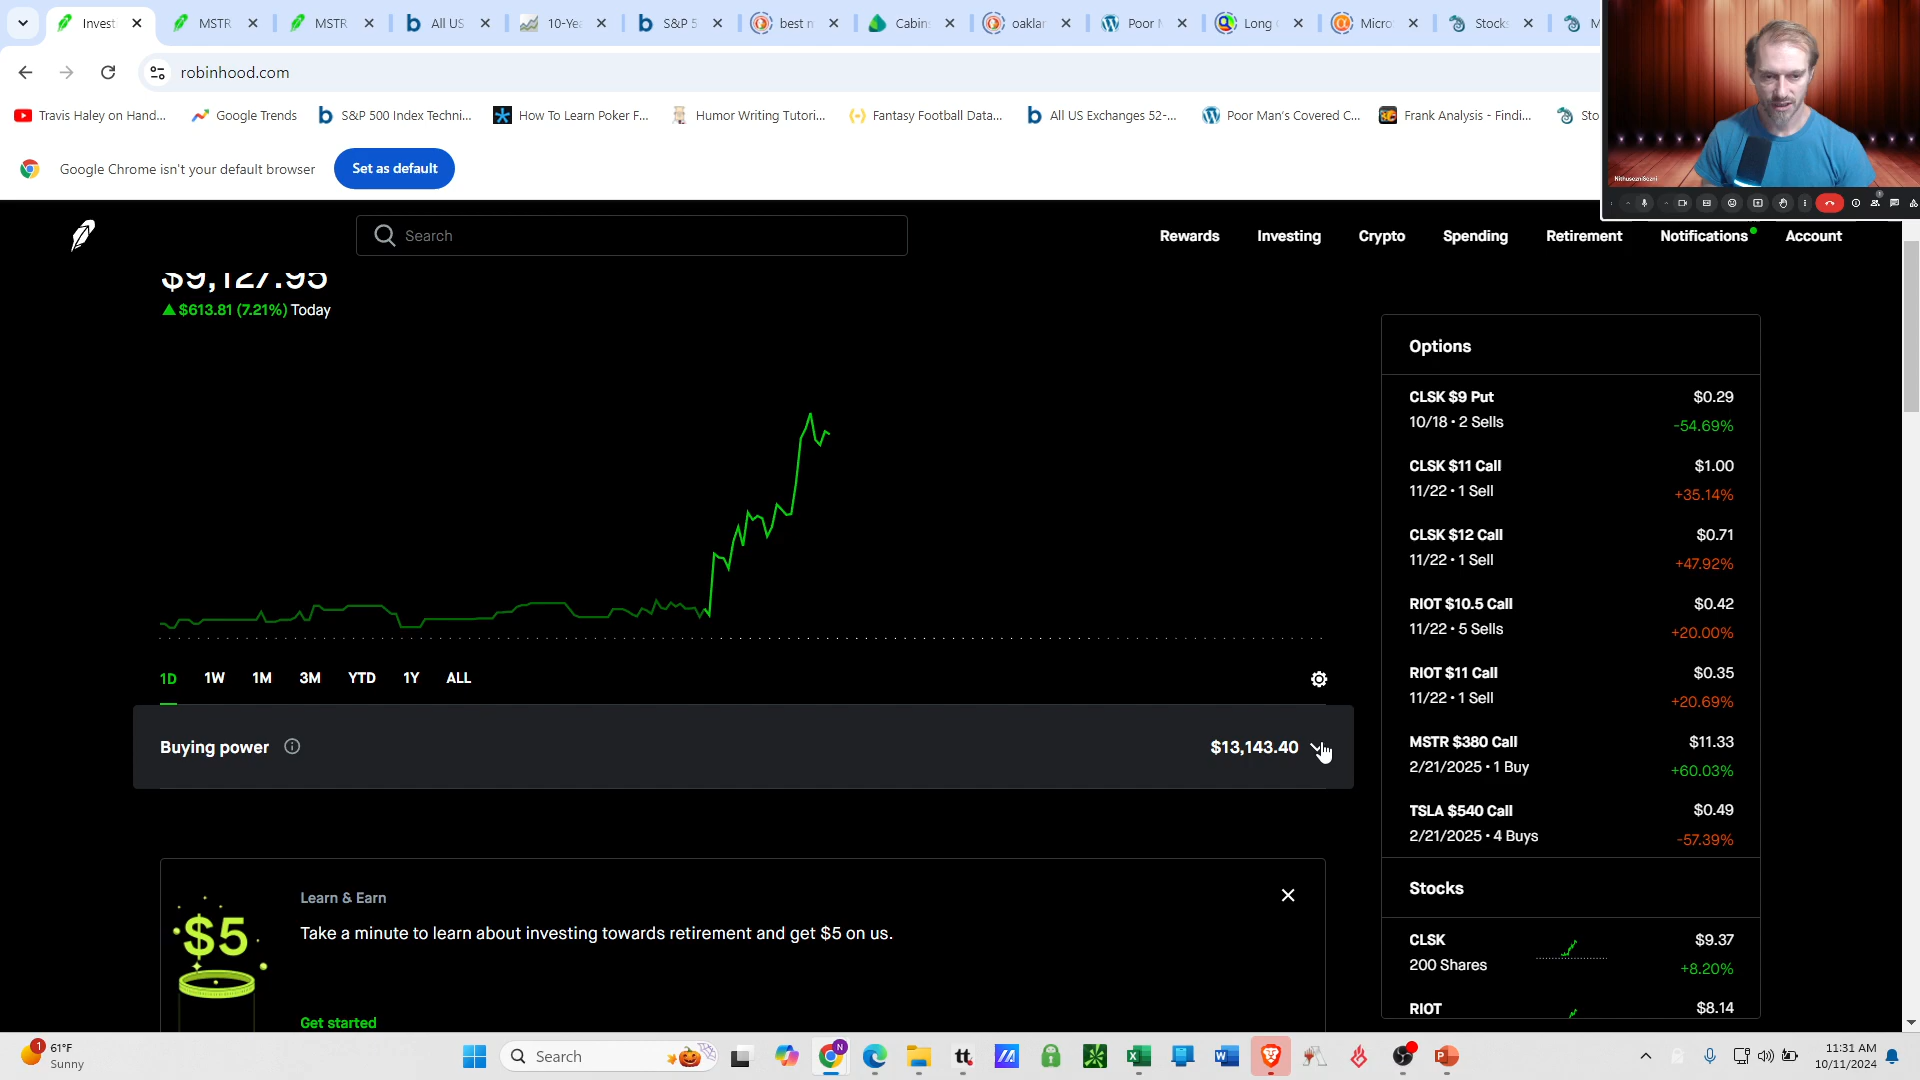 Invest
MSTR
MSTR
All US
10-Ye
S&P 5
best n
Cabin
oaklar
Poor
Long
Micro
Stock
robinhood.com
Travis Haley on Hand...
Google Trends
S&P 500 Index Techni...
How To Learn Poker F...
Humor Writing Tutori...
Fantasy Football Data...
All US Exchanges 52-...
Poor Man's Covered C...
Frank Analysis - Findi...
Sto
Google Chrome isn't your default browser
Set as default
Search
Rewards
Investing
Crypto
Spending
Retirement
Notifications
Account
$9,127.95
$613.81 (7.21%) Today
1D
1W
1M
3M
YTD
1Y
ALL
Buying power
$13,143.40
Learn & Earn
Take a minute to learn about investing towards retirement and get $5 on us.
$5
Get started
Options
CLSK $9 Put $0.29
10/18 • 2 Sells -54.69%
CLSK $11 Call $1.00
11/22 • 1 Sell +35.14%
CLSK $12 Call $0.71
11/22 • 1 Sell +47.92%
RIOT $10.5 Call $0.42
11/22 • 5 Sells +20.00%
RIOT $11 Call $0.35
11/22 • 1 Sell +20.69%
MSTR $380 Call $11.33
2/21/2025 • 1 Buy +60.03%
TSLA $540 Call $0.49
2/21/2025 • 4 Buys -57.39%
Stocks
CLSK $9.37
200 Shares +8.20%
RIOT $8.14
61°F
Sunny
Search
11:31 AM
10/11/2024